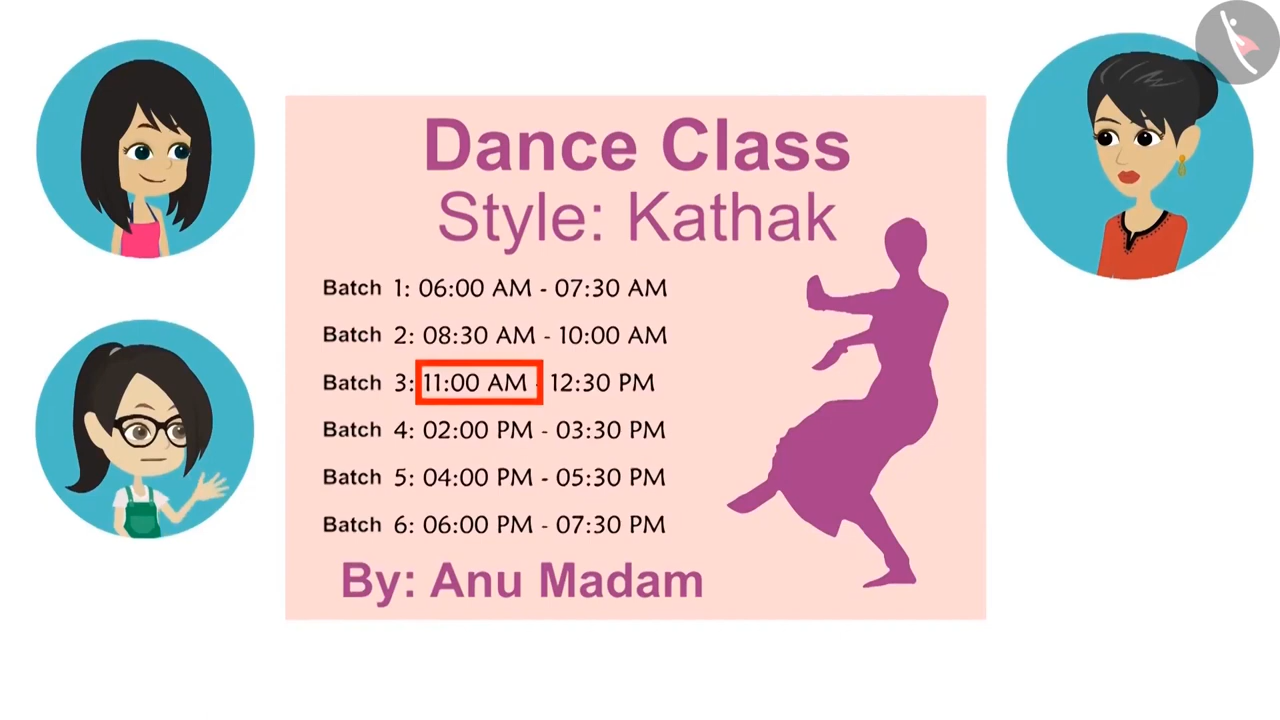 Dance Class
Style: Kathak
Batch 1: 06:00 AM - 07:30 AM
Batch 2: 08:30 AM - 10:00 AM
Batch 3: 11:00 AM - 12:30 PM
Batch 4: 02:00 PM - 03:30 PM
Batch 5: 04:00 PM - 05:30 PM
Batch 6: 06:00 PM - 07:30 PM
By: Anu Madam